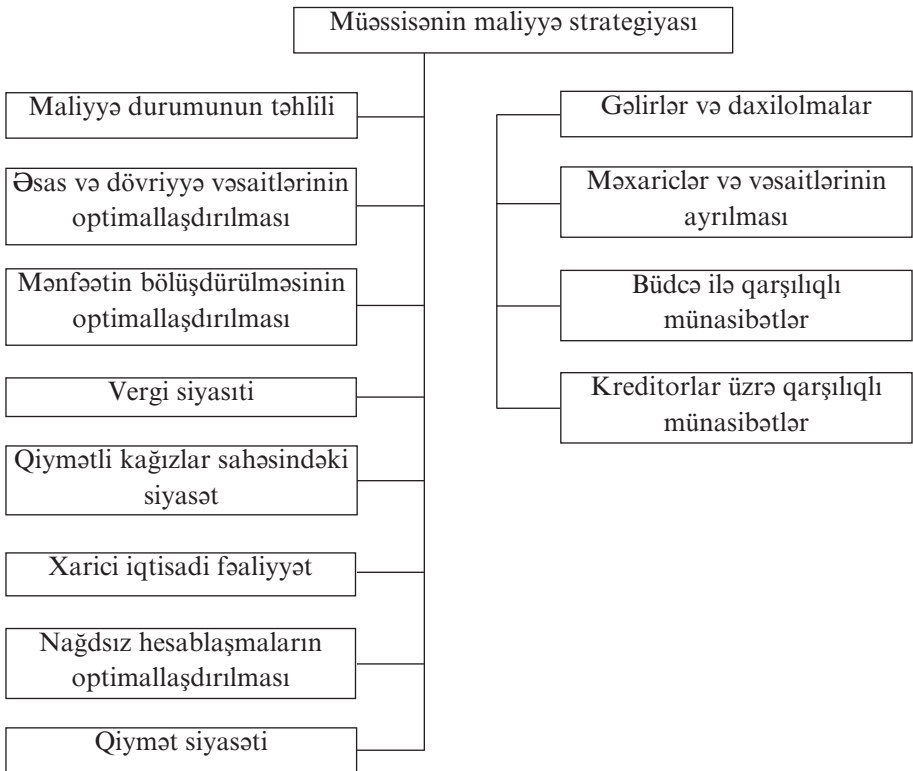 Müəssisənin maliyyə strategiyası
Maliyyə durumunun təhlili
Əsas və dövriyyə vəsaitlərinin
optimallaşdırılması
Mənfəətin bölüşdürülməsinin
optimallaşdırılması
Vergi siyasıti
Qiymətli kağızlar sahəsindəki
siyasət
Xarici iqtisadi fəaliyyət
Nağdsız hesablaşmaların
optimallaşdırılması
Qiymət siyasəti
Gəlirlər və daxilolmalar
Məxariclər və vəsaitlərinin
ayrılması
Büdcə ilə qarşılıqlı
münasibətlər
Kreditorlar üzrə qarşılıqlı
münasibətlər